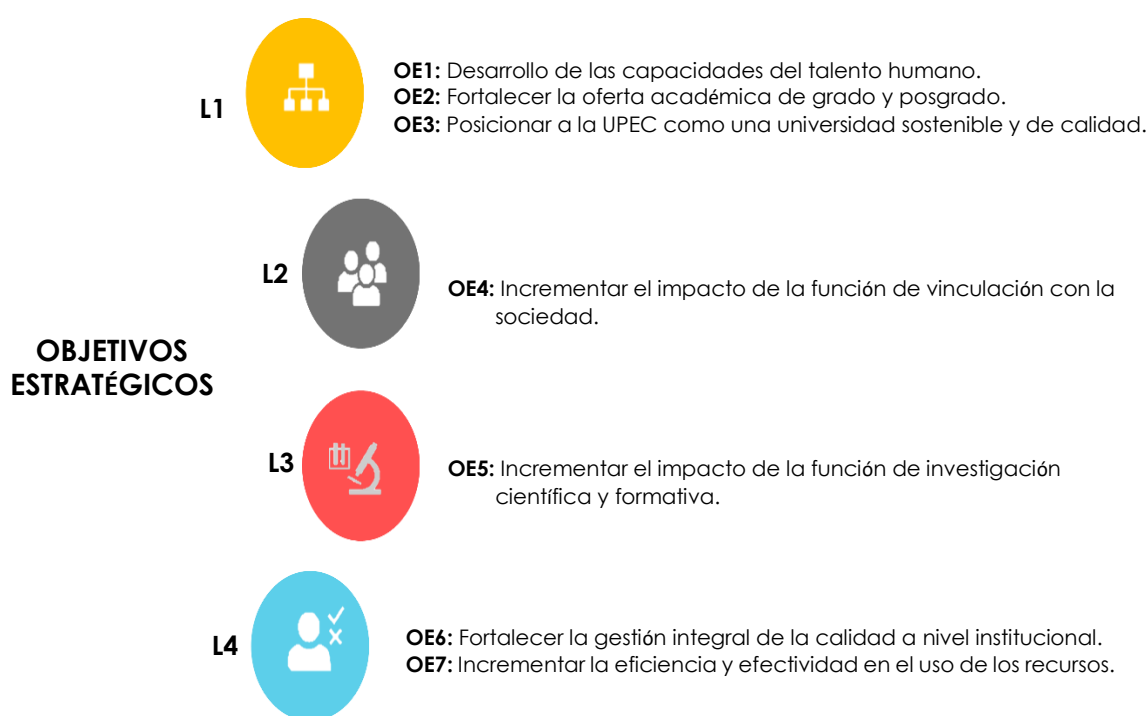 L1
OE1: Desarrollo de las capacidades del talento humano.
OE2: Fortalecer la oferta académica de grado y posgrado.
OE3: Posicionar a la UPEC como una universidad sostenible y de calidad.
L2
OE4: Incrementar el impacto de la función de vinculación con la
sociedad.
OBJETIVOS
ESTRATÉGICOS
L3
OE5: Incrementar el impacto de la función de investigación
científica y formativa.
L4
OE6: Fortalecer la gestión integral de la calidad a nivel institucional.
OE7: Incrementar la eficiencia y efectividad en el uso de los recursos.